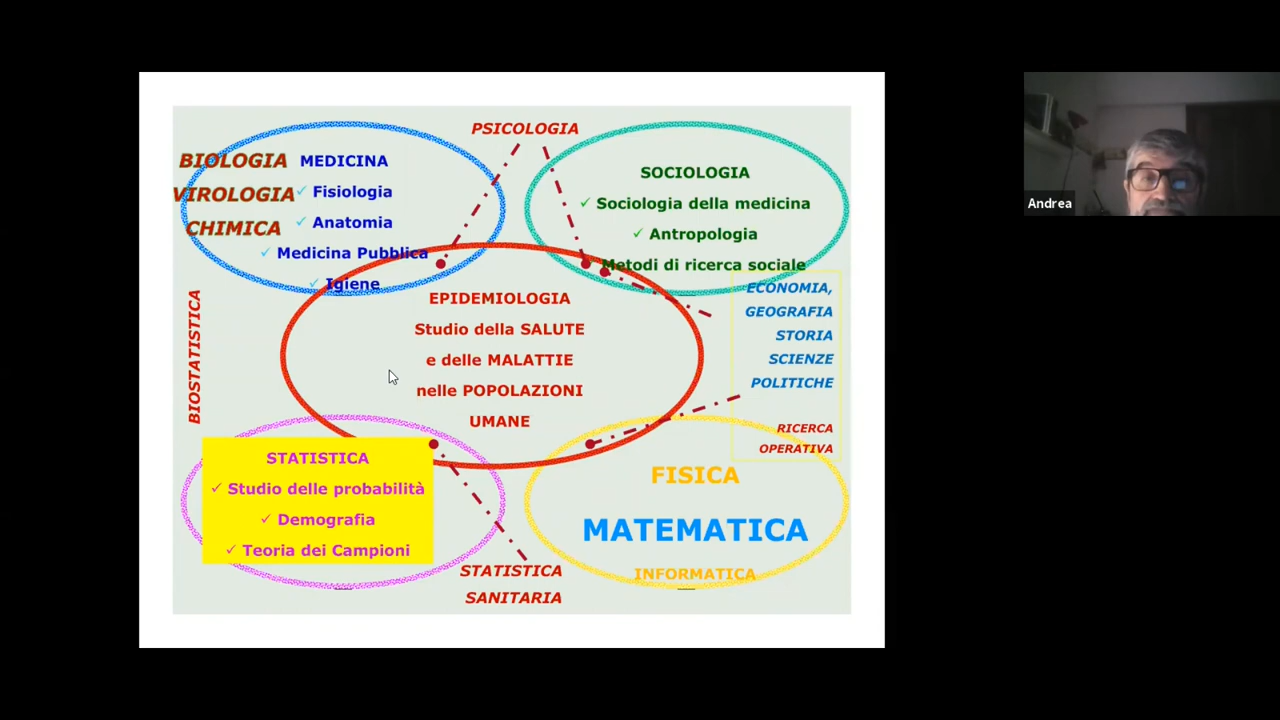 PSICOLOGIA
BIOLOGIA
VIROLOGIA
CHIMICA
MEDICINA
✓ Fisiologia
✓ Anatomia
✓ Medicina Pubblica
✓ Igiene
SOCIOLOGIA
✓ Sociologia della medicina
✓ Antropologia
Metodi di ricerca sociale
BIOSTATISTICA
EPIDEMIOLOGIA
Studio della SALUTE
e delle MALATTIE
nelle POPOLAZIONI
UMANE
ECONOMIA,
GEOGRAFIA
STORIA
SCIENZE
POLITICHE
RICERCA
OPERATIVA
STATISTICA
✓ Studio delle probabilità
✓ Demografia
✓ Teoria dei Campioni
STATISTICA
SANITARIA
FISICA
MATEMATICA
INFORMATICA
Andrea